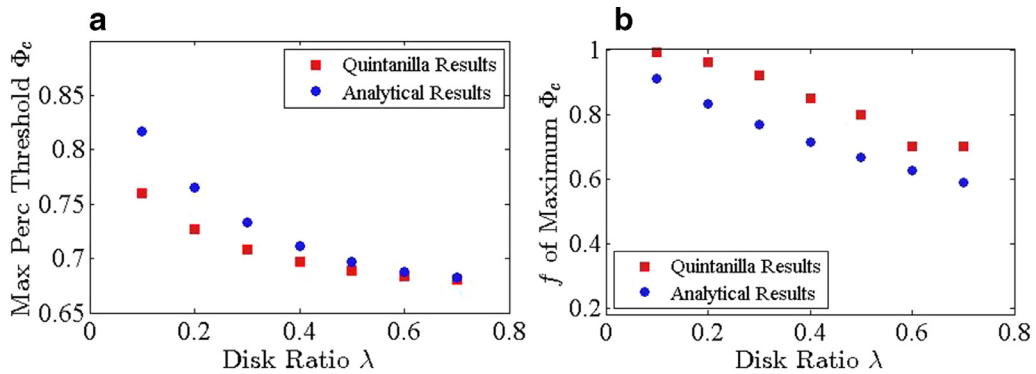 a
Max Perc Threshold Φc
0.85
0.8
0.75
0.7
0.65
Quintanilla Results
Analytical Results
0
0.2
0.4
0.6
0.8
Disk Ratio λ
b
f of Maximum Φc
1
0.8
0.6
0.4
0.2
Quintanilla Results
Analytical Results
0
0.2
0.4
0.6
0.8
Disk Ratio λ